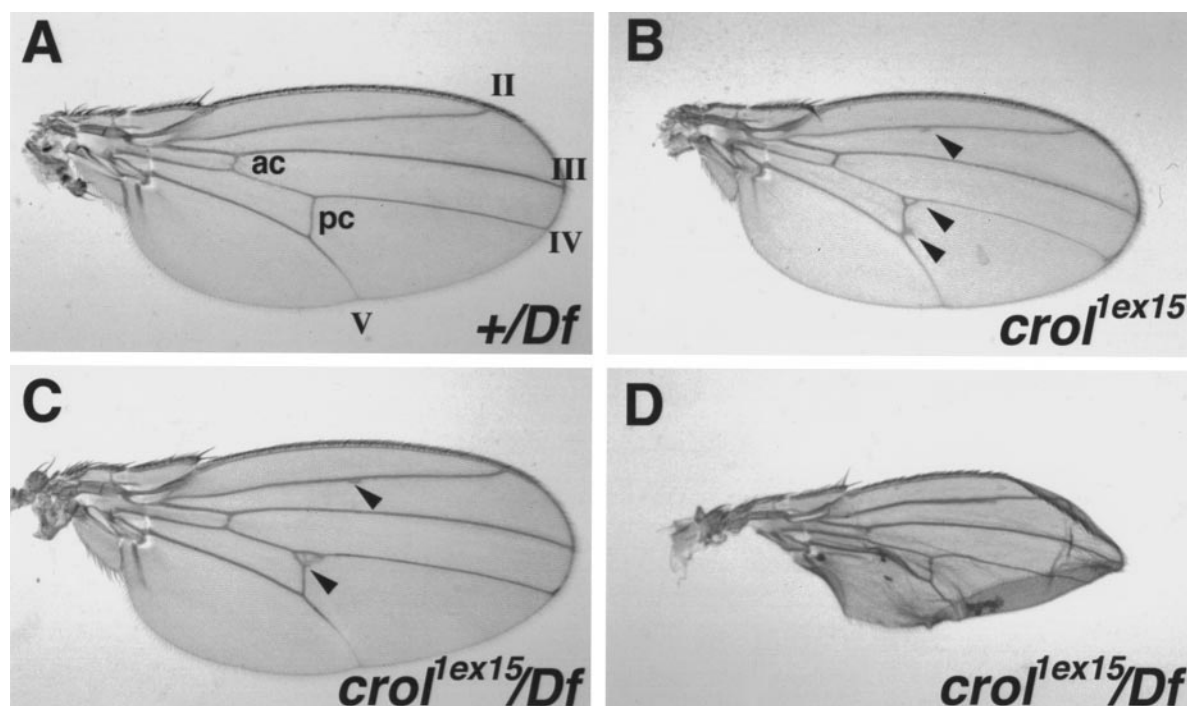 A
II
ac
III
pc
IV
V
+/Df
B
crol1ex15
C
crol1ex15/Df
D
crol1ex15/Df